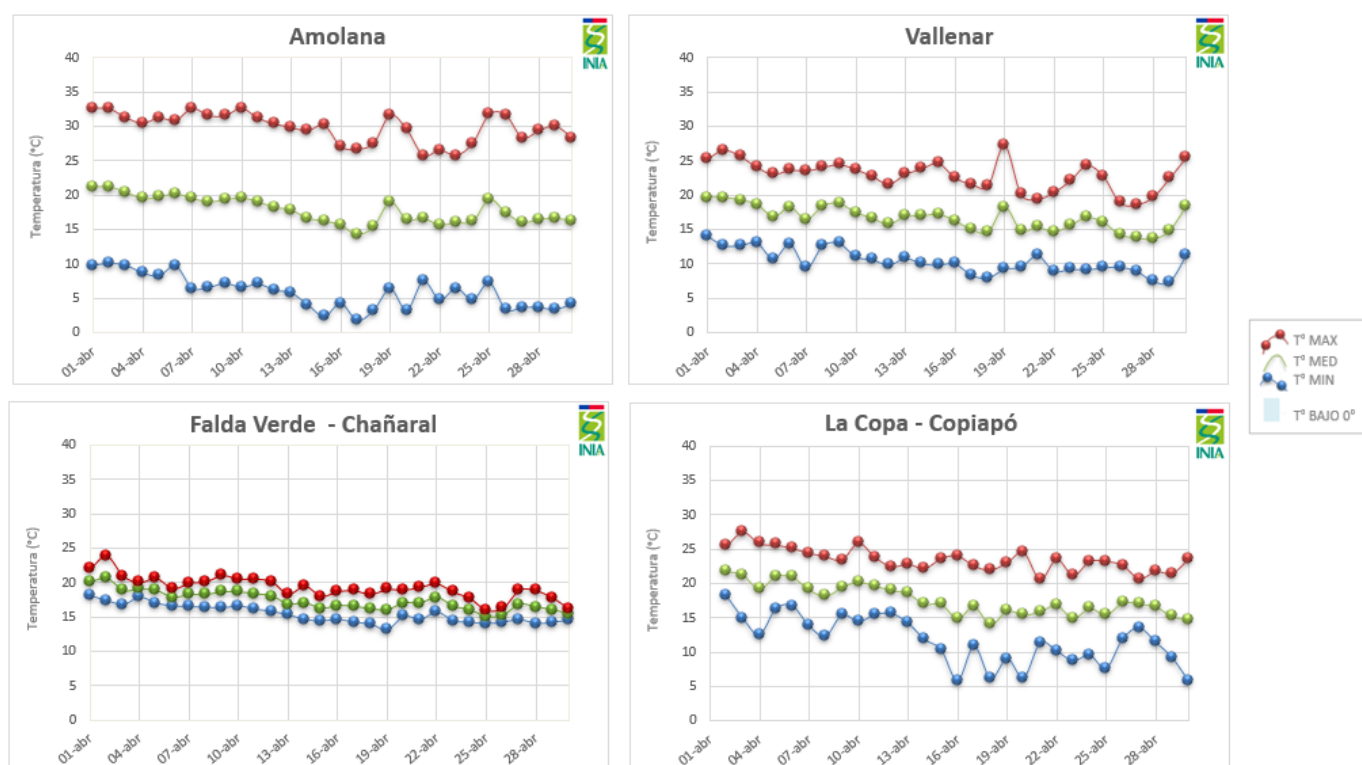 Amolana
INIA
Temperatura (°C)
40
35
30
25
20
15
10
5
0
01-abr
04-abr
07-abr
10-abr
13-abr
16-abr
19-abr
22-abr
25-abr
28-abr
Vallenar
INIA
Temperatura (°C)
40
35
30
25
20
15
10
5
0
01-abr
04-abr
07-abr
10-abr
13-abr
16-abr
19-abr
22-abr
25-abr
28-abr
T° MAX
T° MED
T° MIN
T° BAJO 0°
Falda Verde - Chañaral
INIA
Temperatura (°C)
40
35
30
25
20
15
10
5
0
01-abr
04-abr
07-abr
10-abr
13-abr
16-abr
19-abr
22-abr
25-abr
28-abr
La Copa - Copiapó
INIA
Temperatura (°C)
40
35
30
25
20
15
10
5
0
01-abr
04-abr
07-abr
10-abr
13-abr
16-abr
19-abr
22-abr
25-abr
28-abr